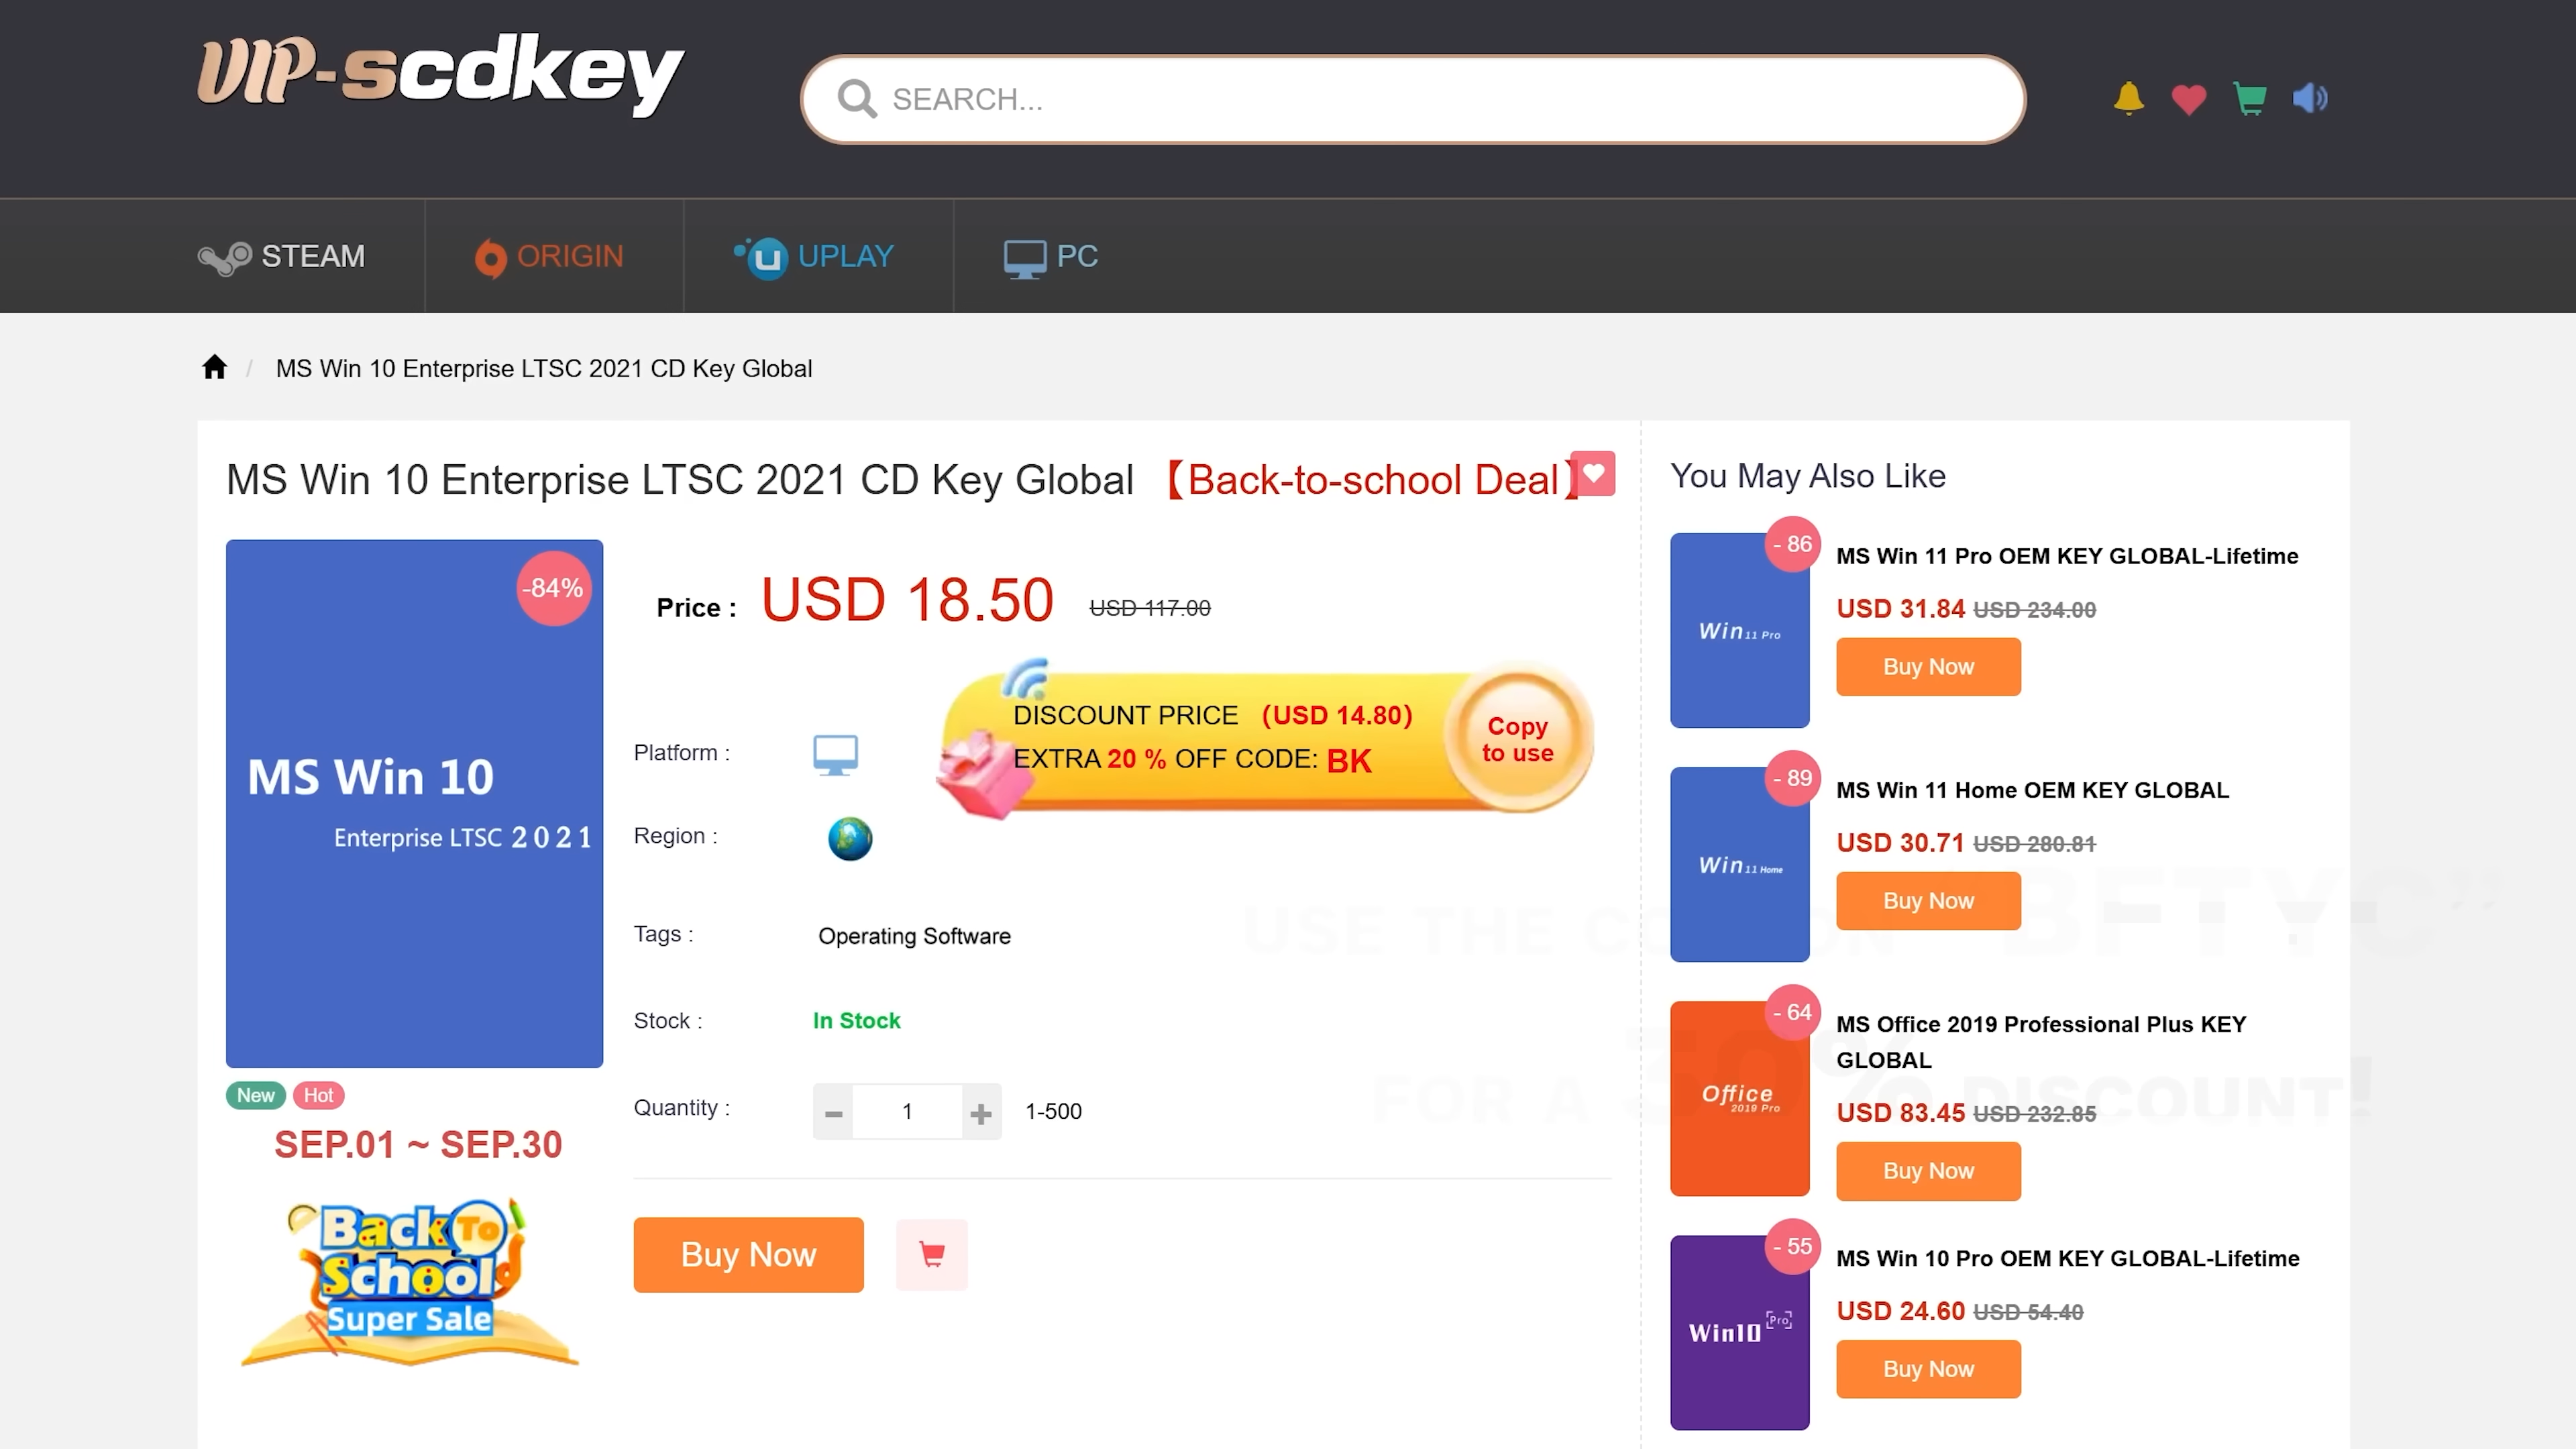 VIP-scdkey
SEARCH...
STEAM
ORIGIN
UPLAY
PC
/ MS Win 10 Enterprise LTSC 2021 CD Key Global
MS Win 10 Enterprise LTSC 2021 CD Key Global 【Back-to-school Deal】
-84%
MS Win 10
Enterprise LTSC 2021
New
Hot
SEP.01 ~ SEP.30
Back To
School
Super Sale
Price : USD 18.50 USD 117.00
DISCOUNT PRICE (USD 14.80)
EXTRA 20 % OFF CODE: BK
Copy
to use
Platform :
Region :
Tags : Operating Software
Stock : In Stock
Quantity : − 1 + 1-500
Buy Now
USE THE
BFTYC”
FOR A 30% DISCOUNT!
You May Also Like
- 86
Win 11 Pro
MS Win 11 Pro OEM KEY GLOBAL-Lifetime
USD 31.84 USD 234.00
Buy Now
- 89
Win 11 Home
MS Win 11 Home OEM KEY GLOBAL
USD 30.71 USD 280.81
Buy Now
- 64
Office
2019 Pro
MS Office 2019 Professional Plus KEY
GLOBAL
USD 83.45 USD 232.85
Buy Now
- 55
Win10 [Pro]
MS Win 10 Pro OEM KEY GLOBAL-Lifetime
USD 24.60 USD 54.40
Buy Now